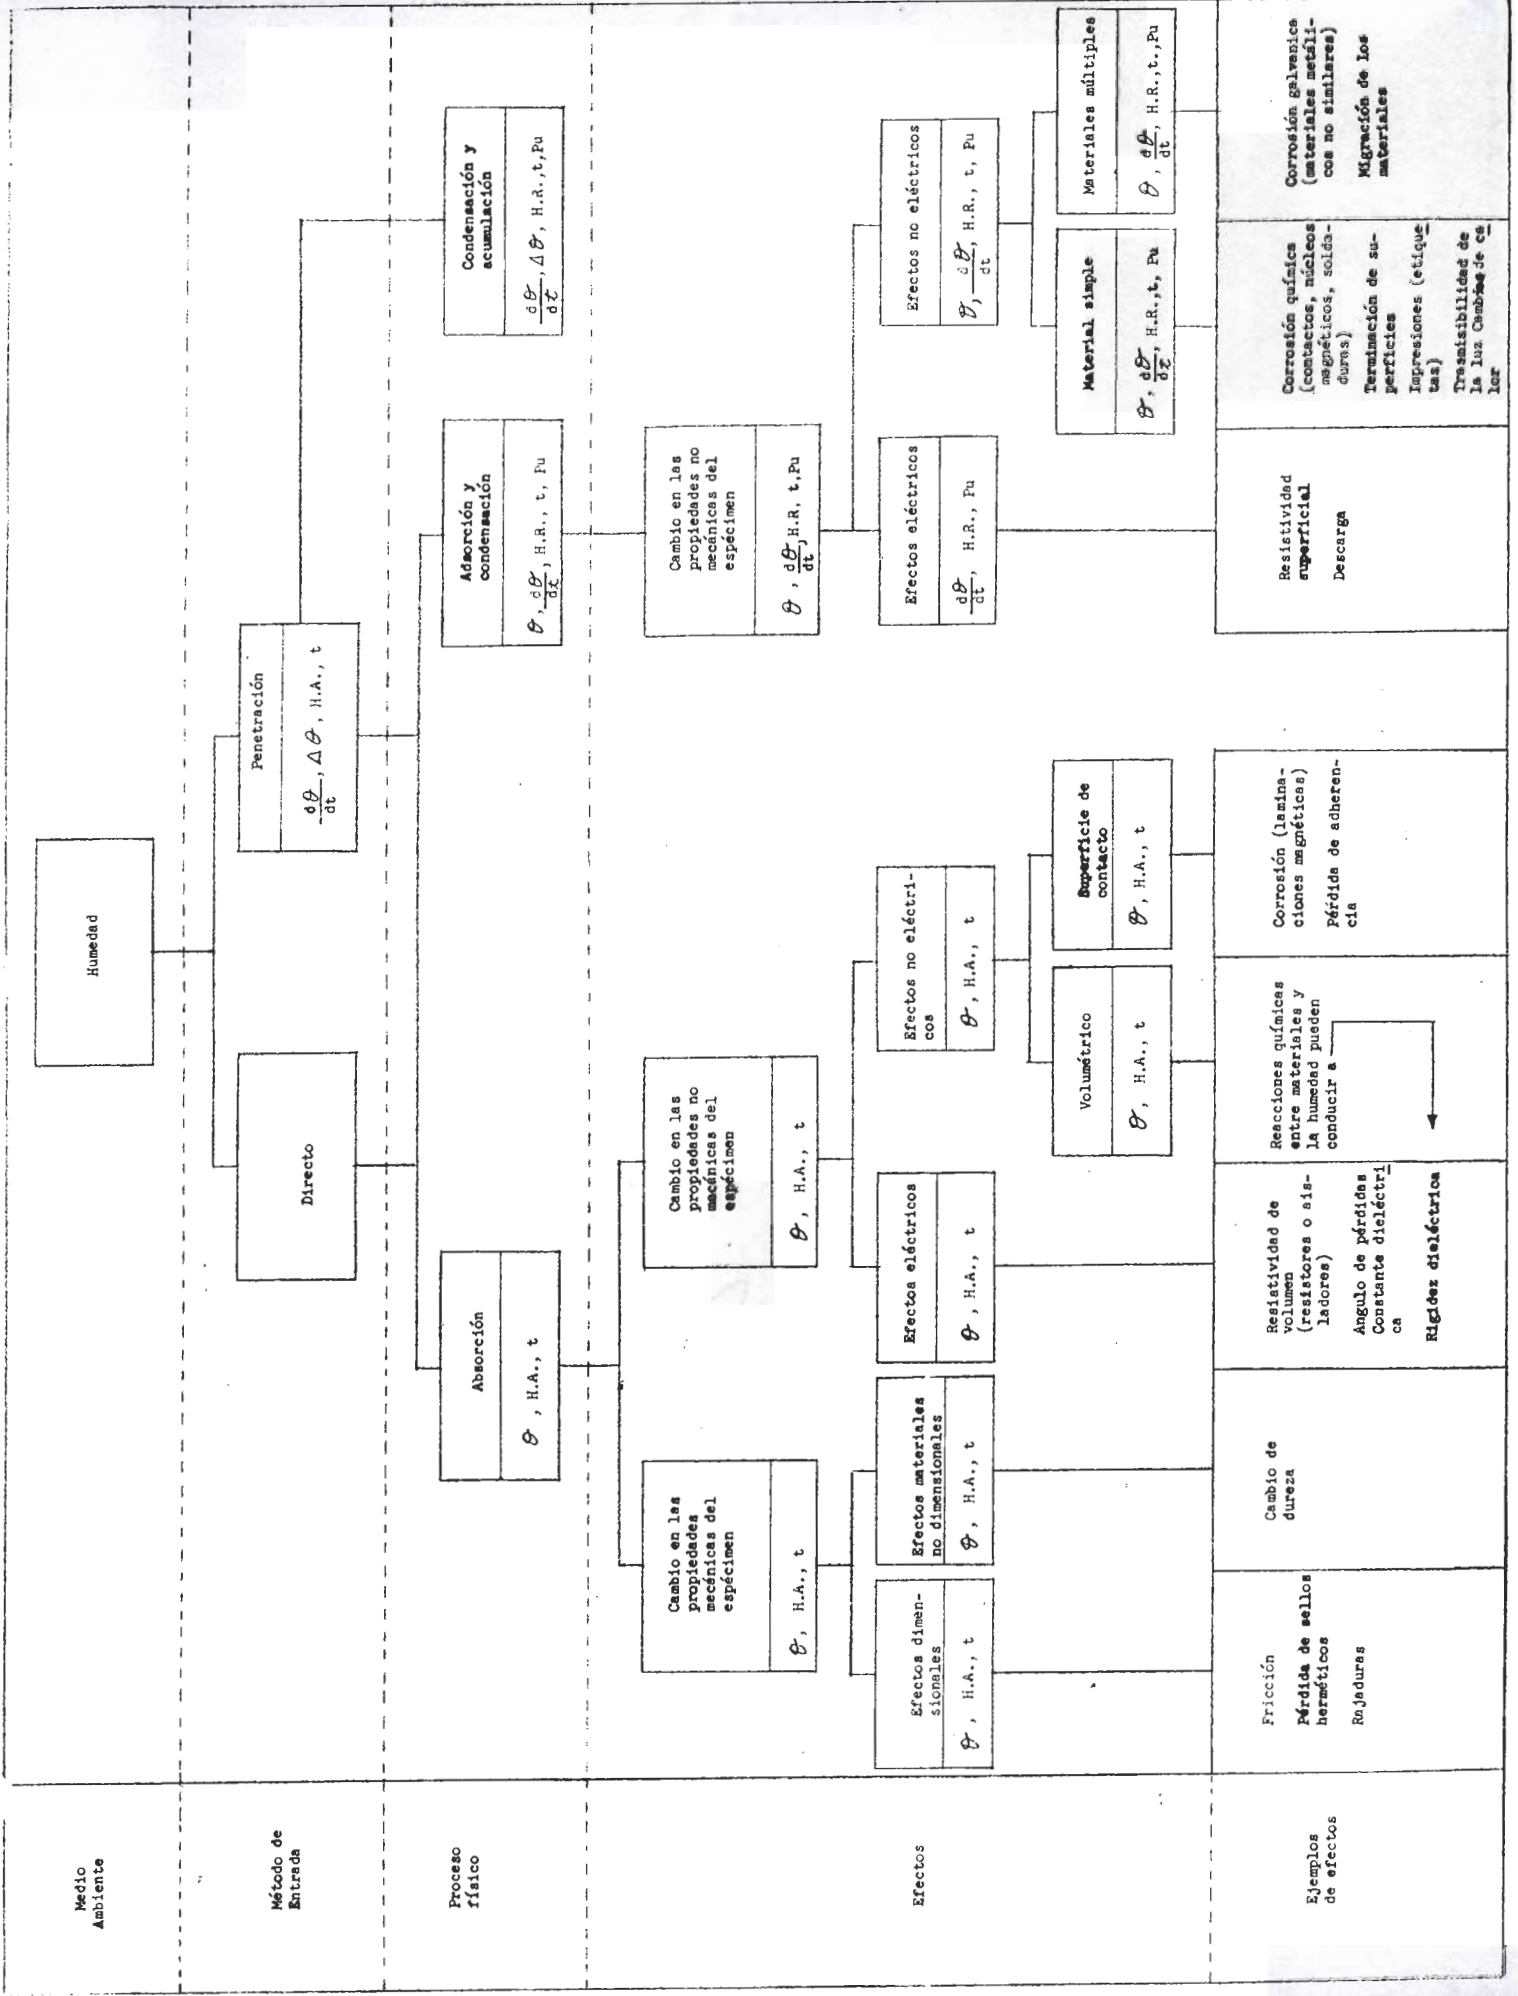 Medio
Ambiente
Humedad
Método de
Entrada
Directo
Penetración
dθ/dt, Δθ, H.A., t
Proceso
físico
Absorción
θ, H.A., t
Adsorción y
condensación
θ, dθ/dt, H.R., t, Pu
Condensación y
acumulación
dθ/dt, Δθ, H.R.,t,Pu
Efectos
Cambio en las
propiedades
mecánicas del
espécimen
θ, H.A., t
Cambio en las
propiedades no
mecánicas del
espécimen
θ, H.A., t
Cambio en las
propiedades no
mecánicas del
espécimen
θ, dθ/dt, H.R, t,Pu
Efectos dimen-
sionales
θ, H.A., t
Efectos materiales
no dimensionales
θ, H.A., t
Efectos eléctricos
θ, H.A., t
Efectos no eléctri-
cos
θ, H.A., t
Efectos eléctricos
dθ/dt, H.R., Pu
Efectos no eléctricos
θ, dθ/dt, H.R., t, Pu
Volumétrico
θ, H.A., t
Superficie de
contacto
θ, H.A., t
Material simple
θ, dθ/dt, H.R.,t, Pu
Materiales múltiples
θ, dθ/dt, H.R.,t.,Pu
Ejemplos
de efectos
Fricción
Pérdida de sellos
herméticos
Rajaduras
Cambio de
dureza
Resistividad de
volumen
(resistores o ais-
ladores)
Angulo de pérdidas
Constante dieléctri
ca
Rigidez dieléctrica
Reacciones químicas
entre materiales y
la humedad pueden
conducir a
Corrosión (lamina-
ciones magnéticas)
Pérdida de adheren-
cia
Resistividad
superficial
Descarga
Corrosión química
(contactos, núcleos
magnéticos, solda-
duras)
Terminación de su-
perficies
Impresiones (etique
tas)
Trasmisibilidad de
la luz Cambios de co
lor
Corrosión galvanica
(materiales metáli-
cos no similares)
Migración de los
materiales